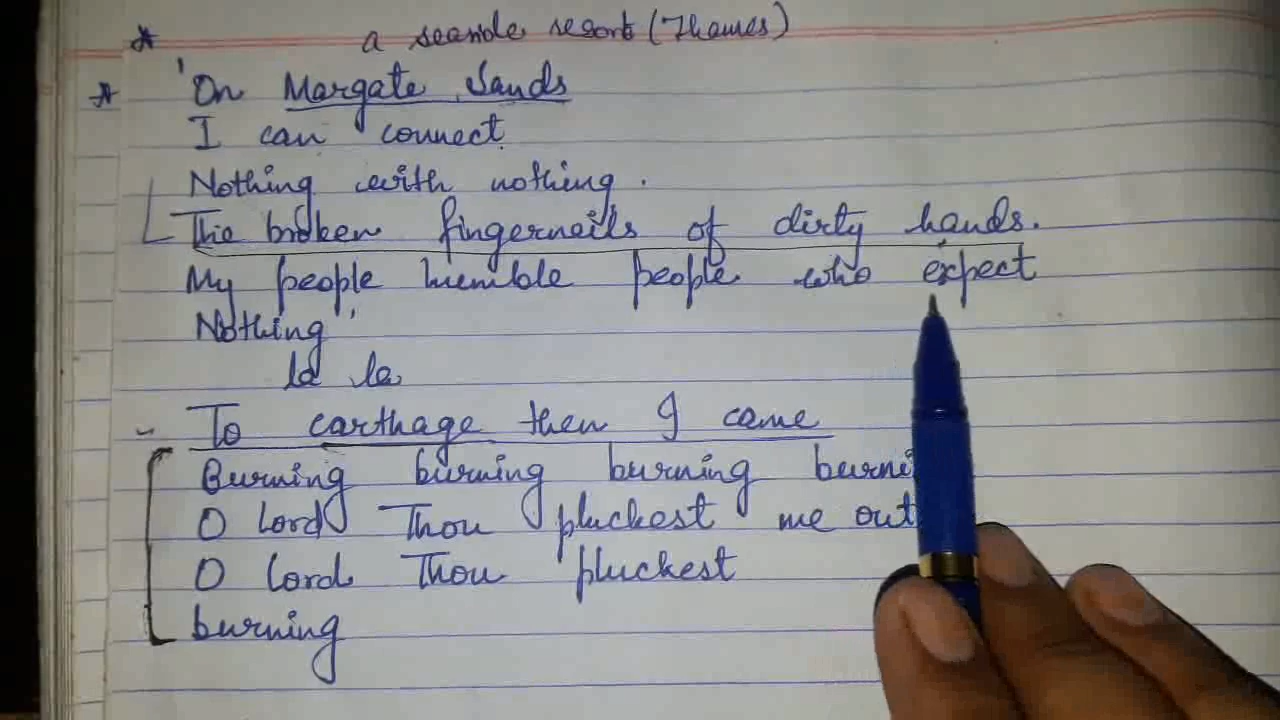 * a seaside resort (Thames)
* 'On Margate Sands
I can connect
Nothing with nothing.
The broken fingernails of dirty hands.
My people humble people who expect
Nothing'
la la
- To carthage then I came
Burning burning burning burni
O lord Thou pluckest me out
O lord Thou pluckest
burning